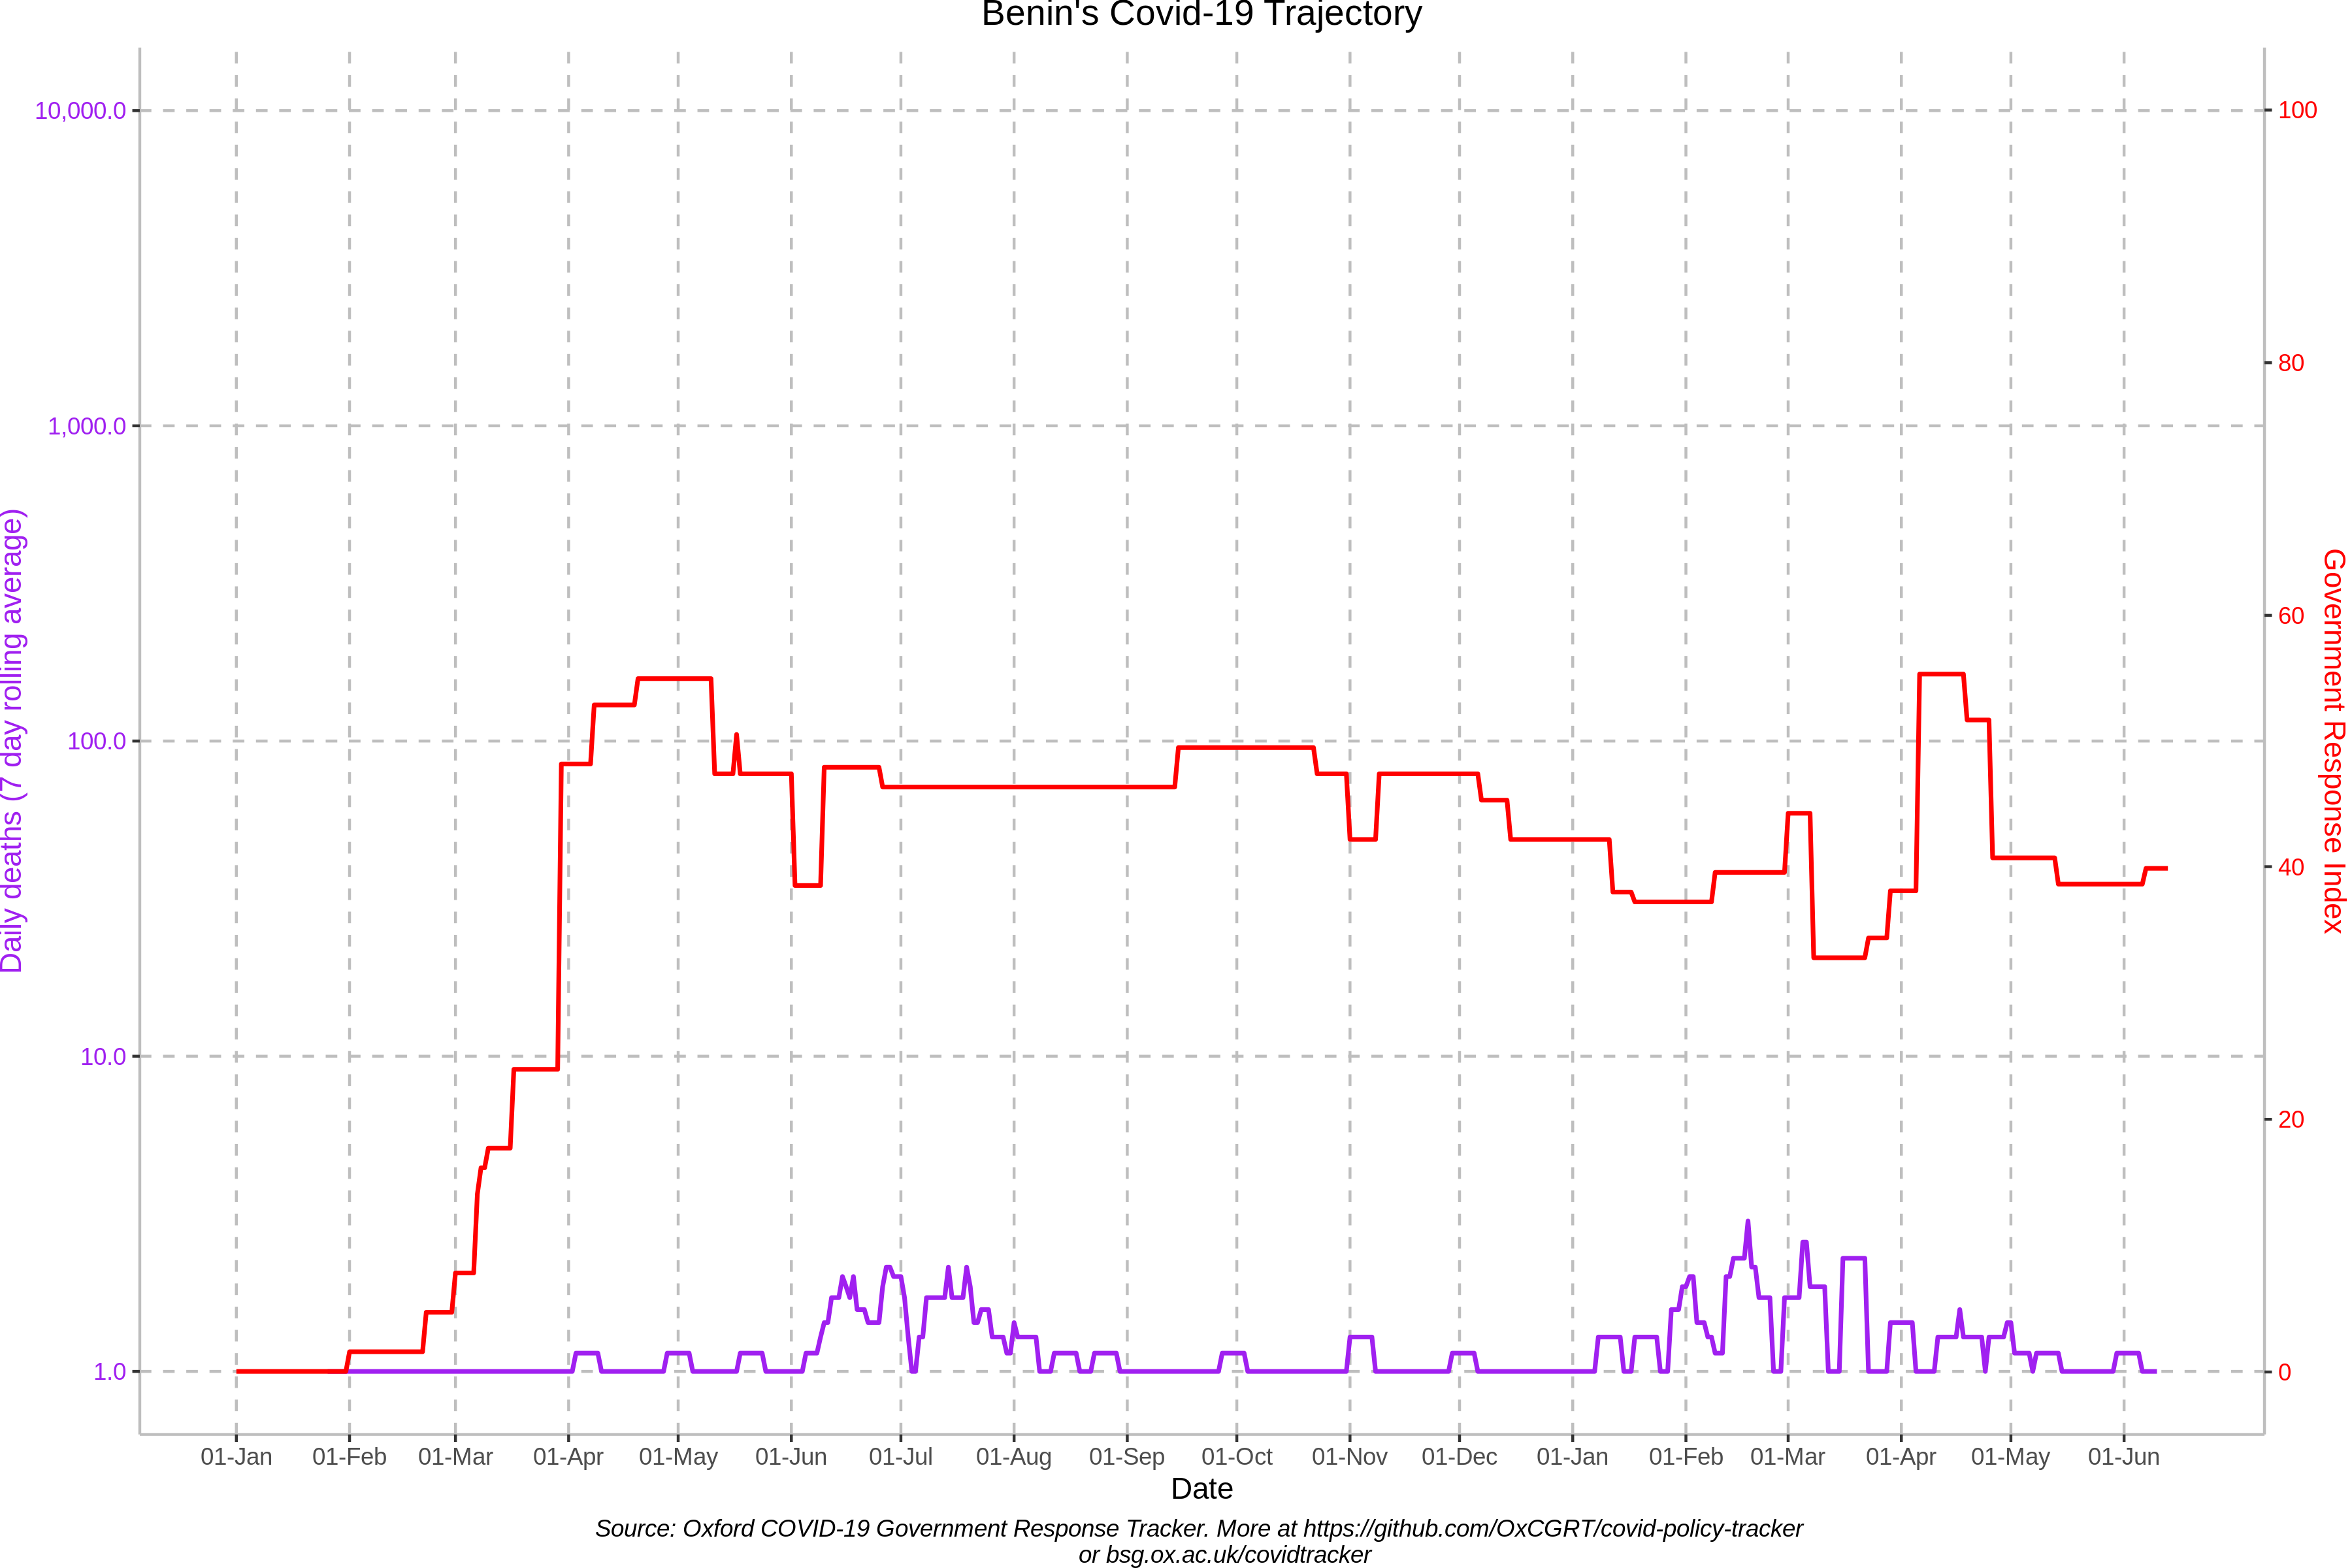 Benin's Covid-19 Trajectory
10,000.0
1,000.0
100.0
10.0
1.0
Daily deaths (7 day rolling average)
100
80
60
40
20
0
Government Response Index
01-Jan 01-Feb 01-Mar 01-Apr 01-May 01-Jun 01-Jul 01-Aug 01-Sep 01-Oct 01-Nov 01-Dec 01-Jan 01-Feb 01-Mar 01-Apr 01-May 01-Jun
Date
Source: Oxford COVID-19 Government Response Tracker. More at https://github.com/OxCGRT/covid-policy-tracker
or bsg.ox.ac.uk/covidtracker